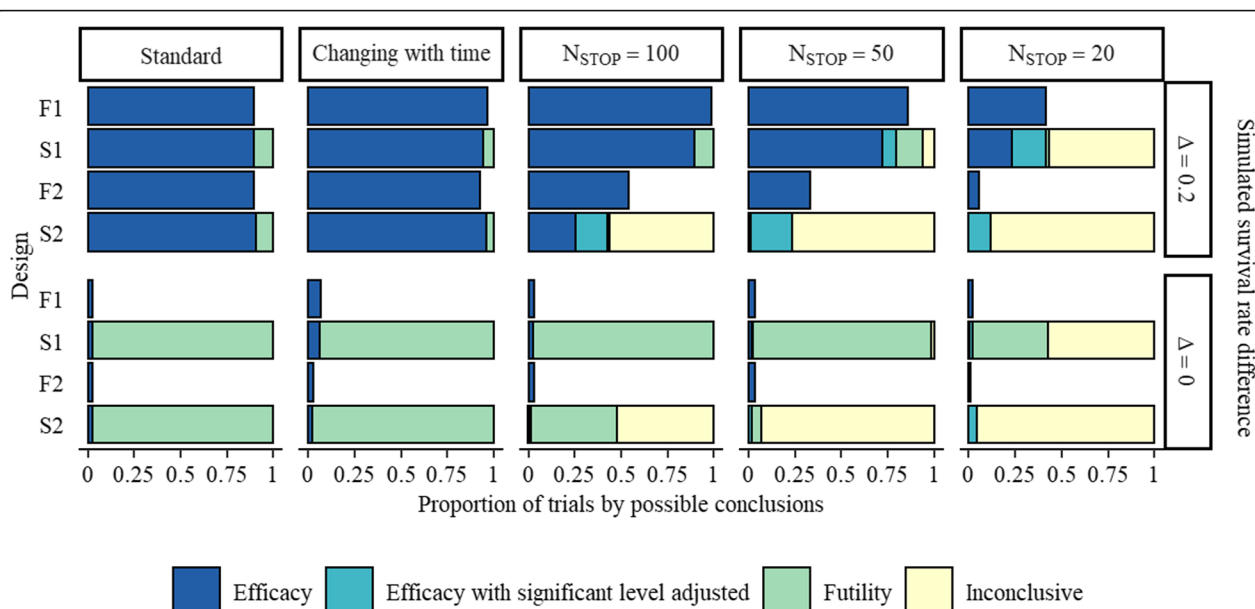 Standard
Changing with time
N_STOP = 100
N_STOP = 50
N_STOP = 20
Design
F1
S1
F2
S2
F1
S1
F2
S2
Δ = 0.2
Δ = 0
Simulated survival rate difference
0 0.25 0.5 0.75 1
0 0.25 0.5 0.75 1
0 0.25 0.5 0.75 1
0 0.25 0.5 0.75 1
0 0.25 0.5 0.75 1
Proportion of trials by possible conclusions
Efficacy
Efficacy with significant level adjusted
Futility
Inconclusive